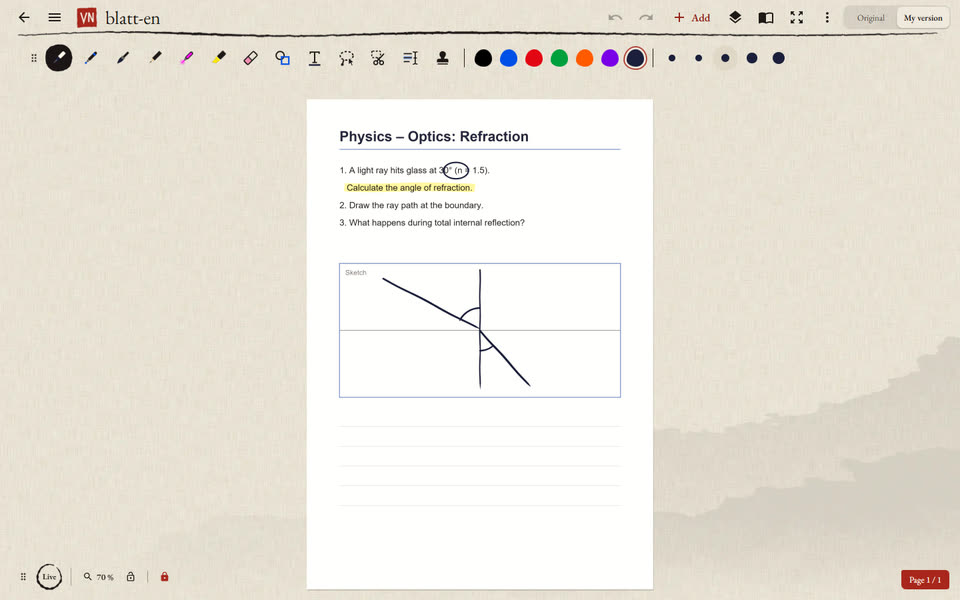 VN blatt-en
Add
Original
My version
T
Physics – Optics: Refraction
1. A light ray hits glass at 30° (n = 1.5).
Calculate the angle of refraction.
2. Draw the ray path at the boundary.
3. What happens during total internal reflection?
Sketch
Live
70 %
Page 1 / 1